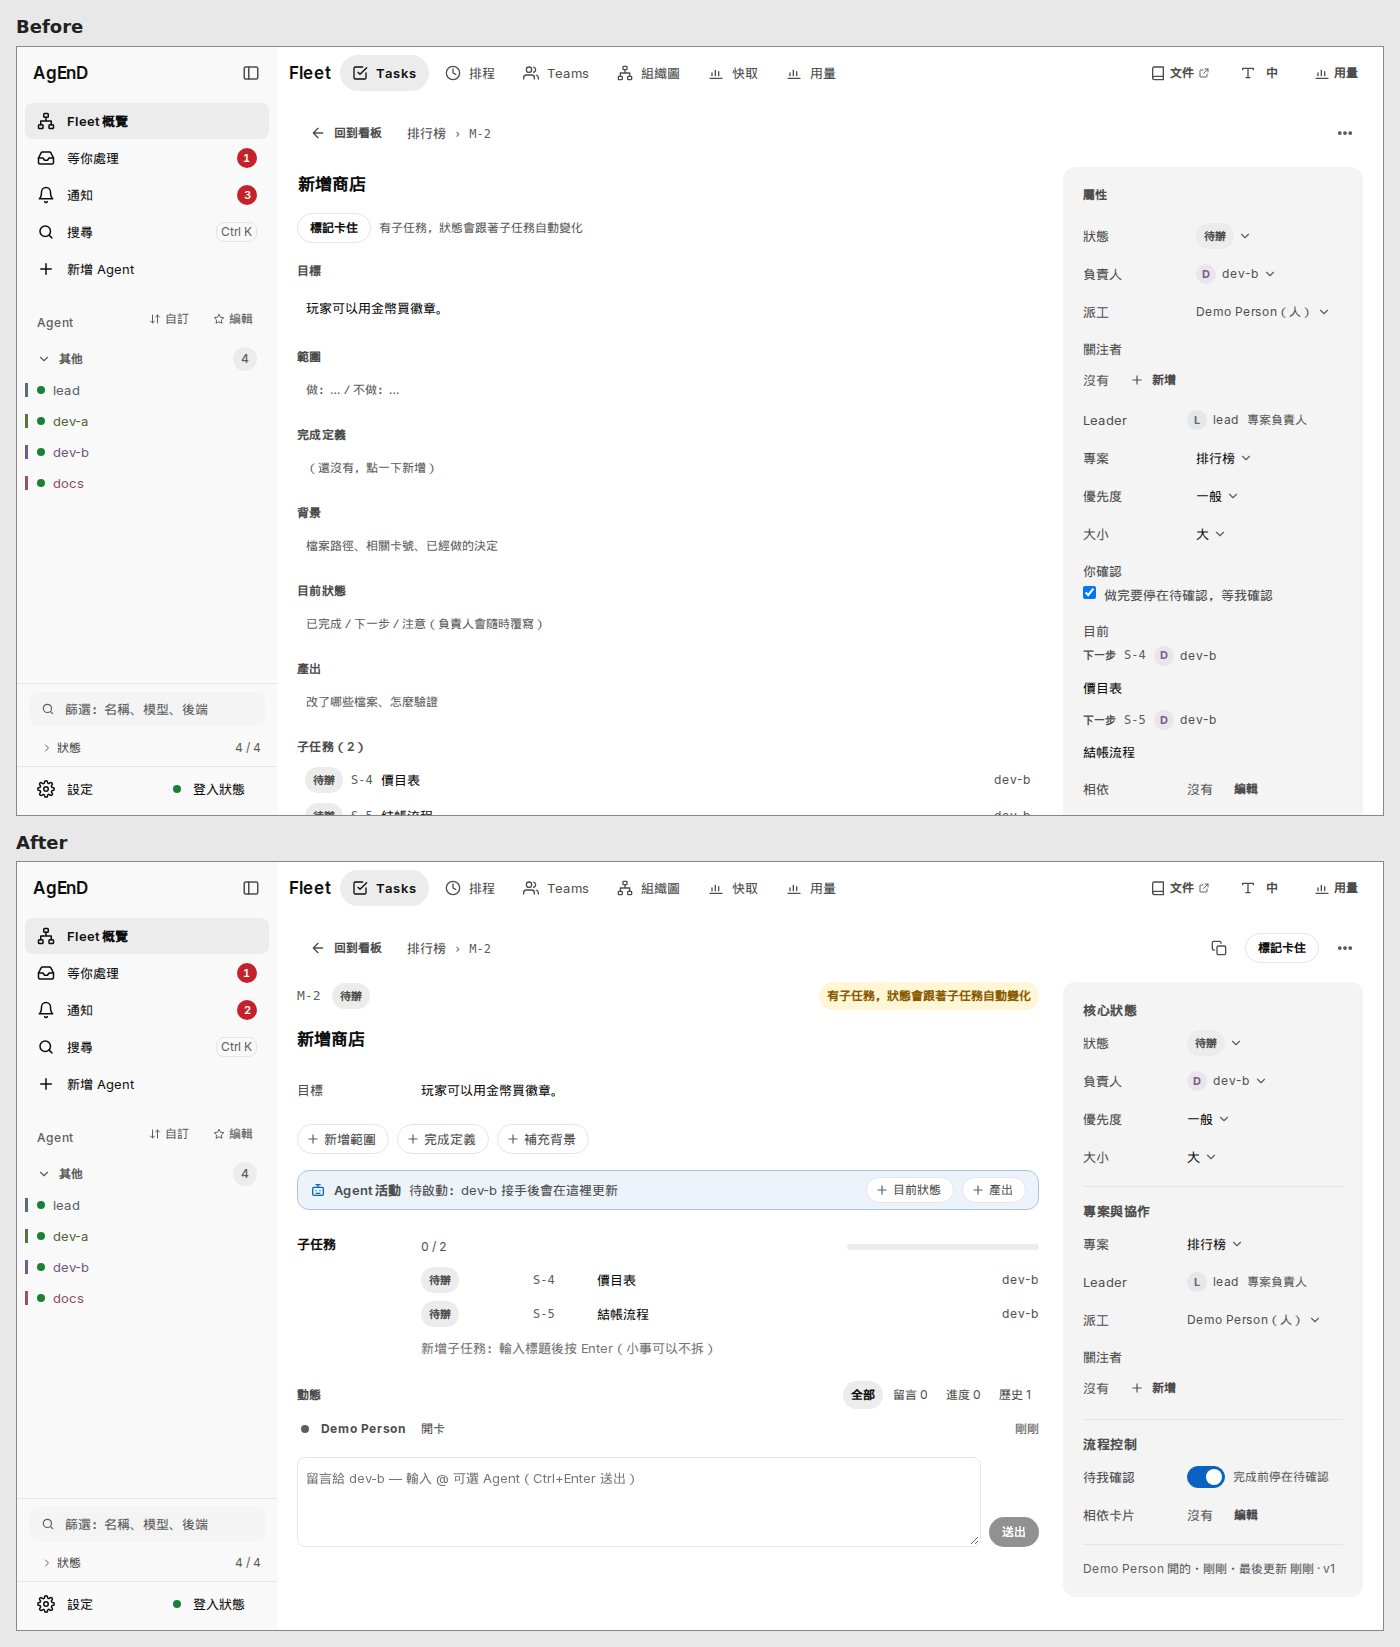 Before
AgEnD
Fleet 概覽
等你處理 1
通知 3
搜尋 Ctrl K
新增 Agent
Agent 自訂 編輯
其他 4
lead
dev-a
dev-b
docs
篩選：名稱、模型、後端
狀態 4 / 4
設定 登入狀態
Fleet Tasks 排程 Teams 組織圖 快取 用量 文件 中 用量
回到看板 排行榜 › M-2
新增商店
標記卡住 有子任務，狀態會跟著子任務自動變化
目標
玩家可以用金幣買徽章。
範圍
做：… / 不做：…
完成定義
（還沒有，點一下新增）
背景
檔案路徑、相關卡號、已經做的決定
目前狀態
已完成 / 下一步 / 注意（負責人會隨時覆寫）
產出
改了哪些檔案、怎麼驗證
子任務（2）
待辦 S-4 價目表 dev-b
待辦 S-5 結帳流程 dev-b
屬性
狀態 待辦
負責人 D dev-b
派工 Demo Person（人）
關注者
沒有 新增
Leader L lead 專案負責人
專案 排行榜
優先度 一般
大小 大
你確認
做完要停在待確認，等我確認
目前
下一步 S-4 D dev-b
價目表
下一步 S-5 D dev-b
結帳流程
相依 沒有 編輯
After
AgEnD
Fleet 概覽
等你處理 1
通知 2
搜尋 Ctrl K
新增 Agent
Agent 自訂 編輯
其他 4
lead
dev-a
dev-b
docs
篩選：名稱、模型、後端
狀態 4 / 4
設定 登入狀態
Fleet Tasks 排程 Teams 組織圖 快取 用量 文件 中 用量
回到看板 排行榜 › M-2 標記卡住
M-2 待辦 有子任務，狀態會跟著子任務自動變化
新增商店
目標 玩家可以用金幣買徽章。
新增範圍 完成定義 補充背景
Agent 活動 待啟動：dev-b 接手後會在這裡更新 目前狀態 產出
子任務 0 / 2
待辦 S-4 價目表 dev-b
待辦 S-5 結帳流程 dev-b
新增子任務：輸入標題後按 Enter（小事可以不拆）
動態 全部 留言 0 進度 0 歷史 1
Demo Person 開卡 剛剛
留言給 dev-b — 輸入 @ 可選 Agent（Ctrl+Enter 送出）
送出
核心狀態
狀態 待辦
負責人 D dev-b
優先度 一般
大小 大
專案與協作
專案 排行榜
Leader L lead 專案負責人
派工 Demo Person（人）
關注者
沒有 新增
流程控制
待我確認 完成前停在待確認
相依卡片 沒有 編輯
Demo Person 開的・剛剛・最後更新 剛剛 · v1